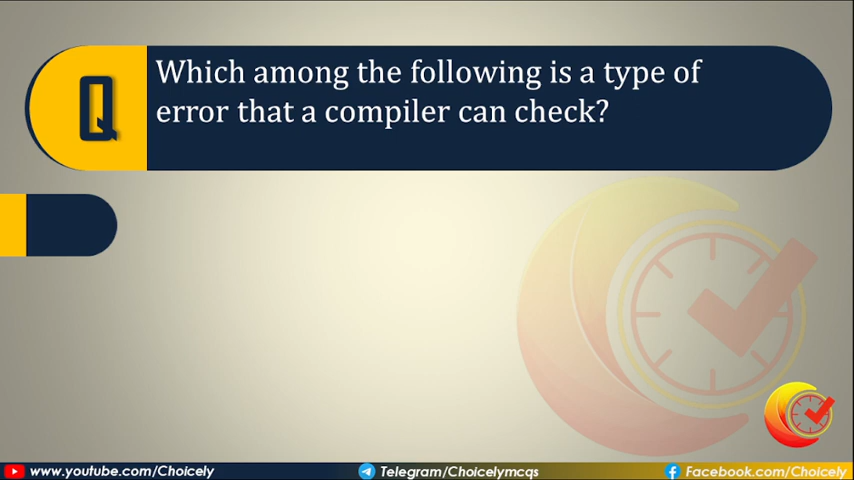 Q
Which among the following is a type of
error that a compiler can check?
www.youtube.com/Choicely
Telegram/Choicelymcqs
Facebook.com/Choicely